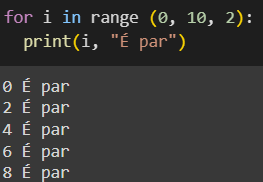 for i in range (0, 10, 2):
  print(i, "É par")
0 É par
2 É par
4 É par
6 É par
8 É par